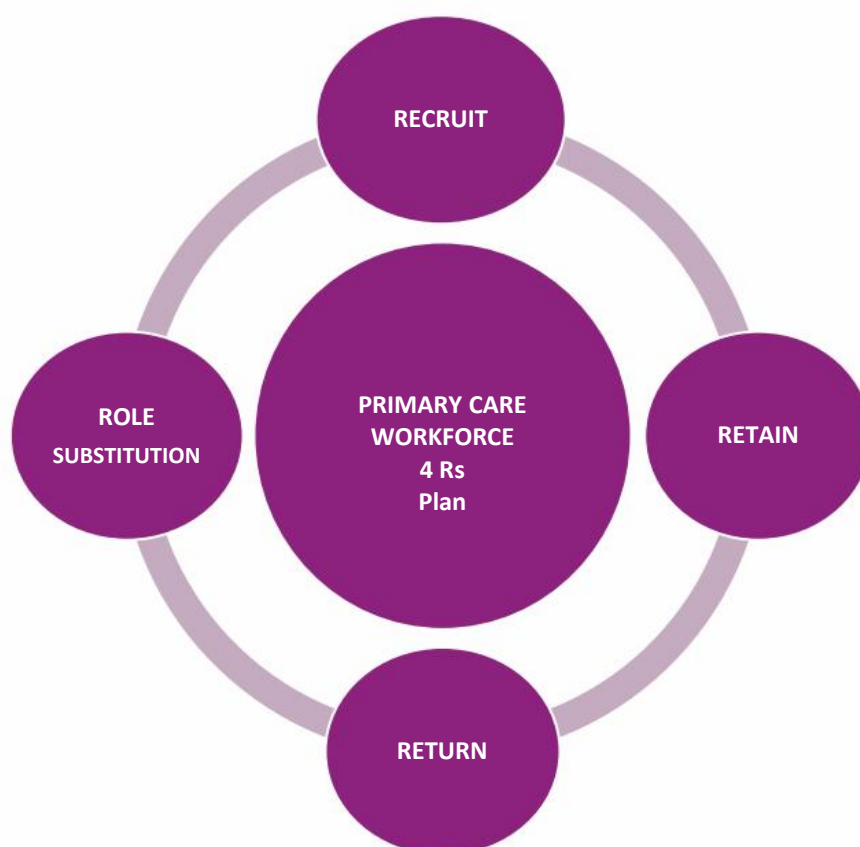 RECRUIT
ROLE
SUBSTITUTION
PRIMARY CARE
WORKFORCE
4 Rs
Plan
RETAIN
RETURN